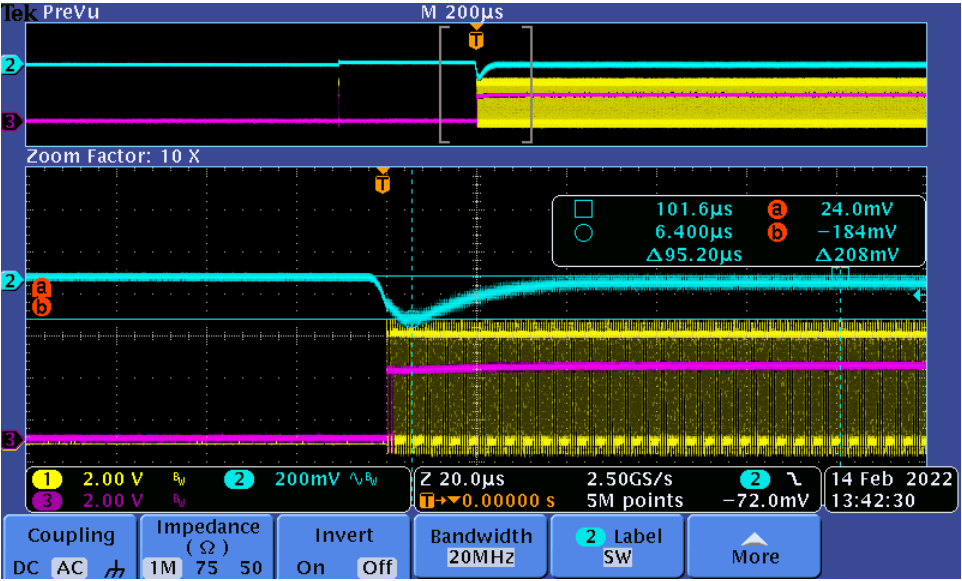 Tek PreVu M 200µs
T
2
3
Zoom Factor: 10 X
T
101.6µs a 24.0mV
6.400µs b −184mV
Δ95.20µs Δ208mV
2
a
b
3
1 2.00 V BW 2 200mV BW
3 2.00 V BW
Z 20.0µs 2.50GS/s 2
T 0.00000 s 5M points −72.0mV
14 Feb 2022
13:42:30
Coupling
DC AC
Impedance
(Ω)
1M 75 50
Invert
On Off
Bandwidth
20MHz
2 Label
SW
More